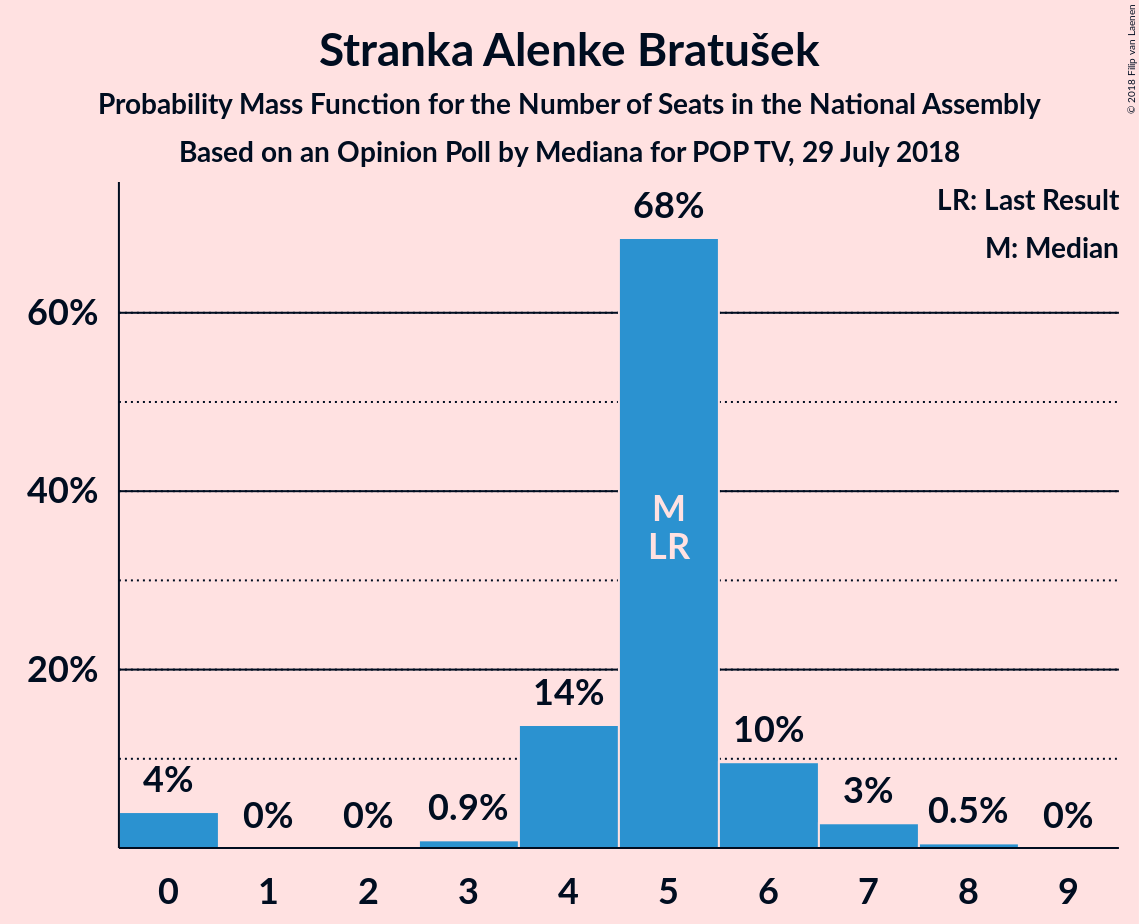 Stranka Alenke Bratušek
Probability Mass Function for the Number of Seats in the National Assembly
Based on an Opinion Poll by Mediana for POP TV, 29 July 2018
© 2018 Filip van Laenen
LR: Last Result
M: Median
60%
40%
20%
4%
0%
0%
0.9%
14%
68%
M
LR
10%
3%
0.5%
0%
0 1 2 3 4 5 6 7 8 9